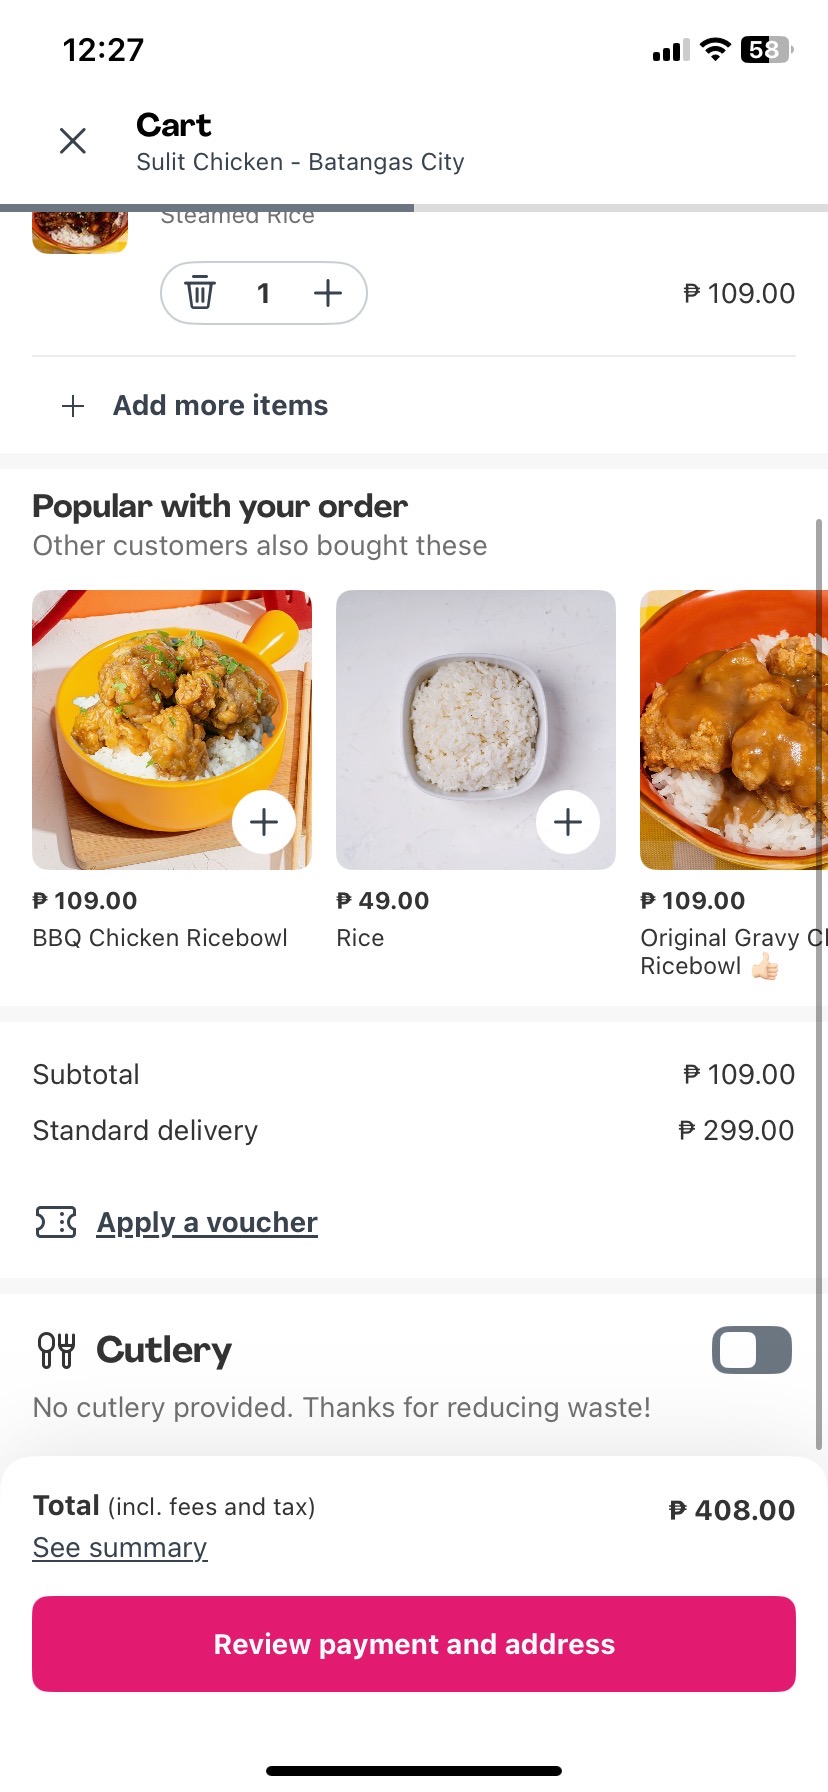 12:27
58
Cart
Sulit Chicken - Batangas City
Steamed Rice
1
₱ 109.00
Add more items
Popular with your order
Other customers also bought these
₱ 109.00
BBQ Chicken Ricebowl
₱ 49.00
Rice
₱ 109.00
Original Gravy
Ricebowl 👍🏻
Subtotal
₱ 109.00
Standard delivery
₱ 299.00
Apply a voucher
Cutlery
No cutlery provided. Thanks for reducing waste!
Total (incl. fees and tax)
₱ 408.00
See summary
Review payment and address